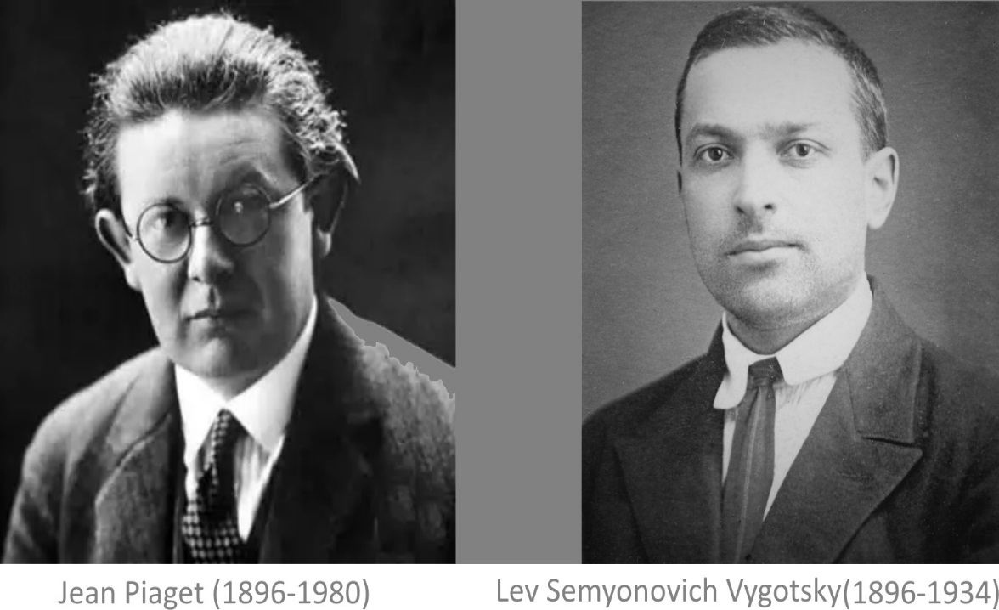 Jean Piaget (1896-1980)
Lev Semyonovich Vygotsky(1896-1934)